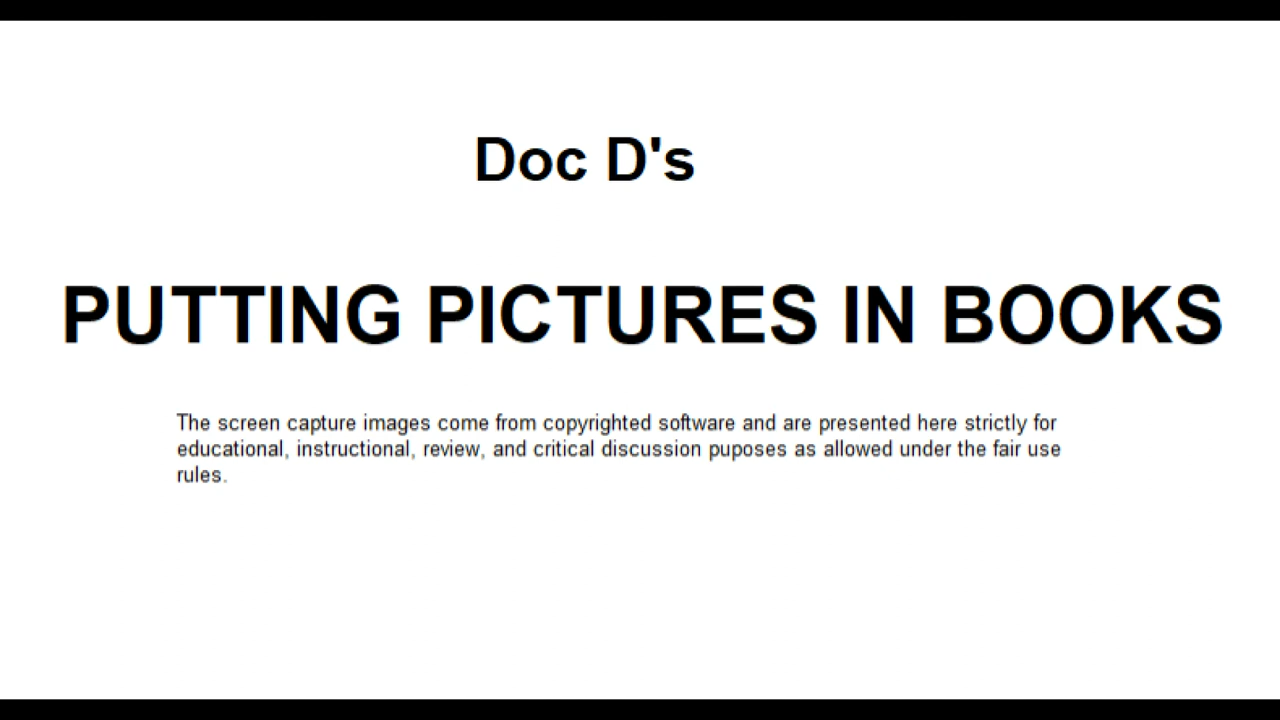 Doc D's
PUTTING PICTURES IN BOOKS
The screen capture images come from copyrighted software and are presented here strictly for
educational, instructional, review, and critical discussion puposes as allowed under the fair use
rules.